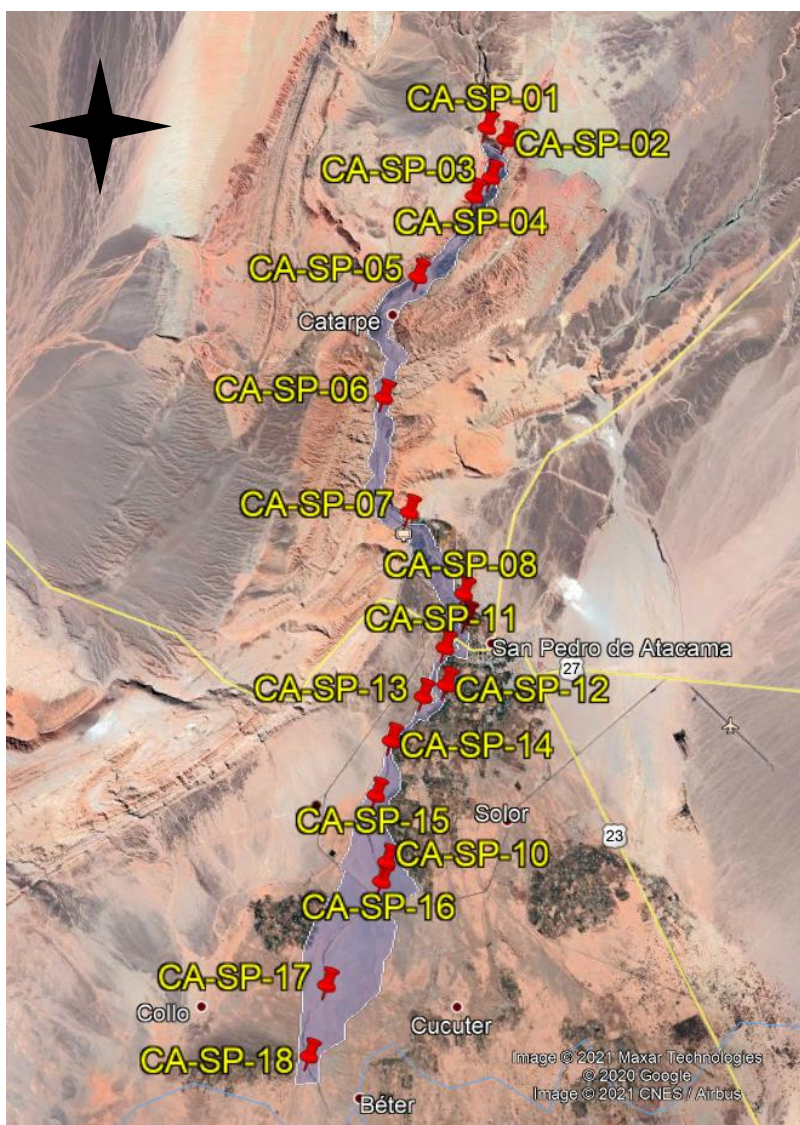 CA-SP-01
CA-SP-02
CA-SP-03
CA-SP-04
CA-SP-05
Catarpe
CA-SP-06
CA-SP-07
CA-SP-08
CA-SP-11
San Pedro de Atacama
27
CA-SP-13
CA-SP-12
CA-SP-14
CA-SP-15
Solor
23
CA-SP-10
CA-SP-16
CA-SP-17
Collo
Cucuter
CA-SP-18
Image © 2021 Maxar Technologies
© 2020 Google
Image © 2021 CNES / Airbus
Béter